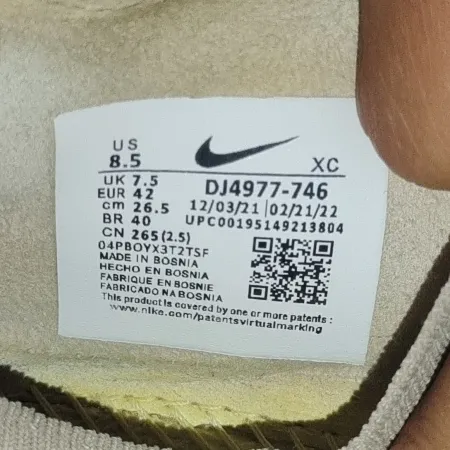 US
8.5
XC
UK 7.5
EUR 42
cm 26.5
BR 40
CN 265(2.5)
DJ4977-746
12/03/21 | 02/21/22
UPC00195149213804
04PBOYX3T2TSF
MADE IN BOSNIA
HECHO EN BOSNIA
FABRIQUE EN BOSNIE
FABRICADO NA BOSNIA
This product is covered by one or more patents
www.nike.com/patentsvirtualmarking